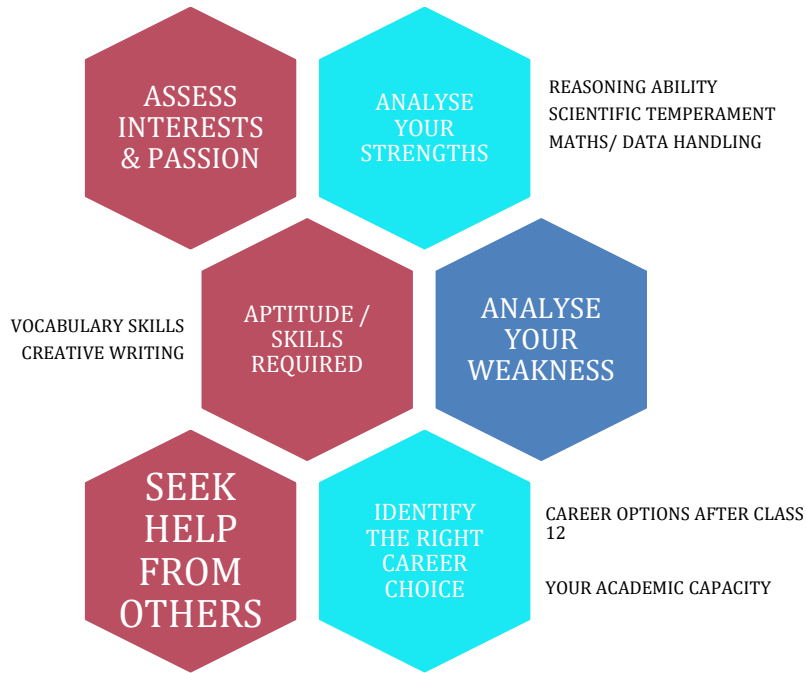 ASSESS
INTERESTS
& PASSION
ANALYSE
YOUR
STRENGTHS
REASONING ABILITY
SCIENTIFIC TEMPERAMENT
MATHS/ DATA HANDLING
VOCABULARY SKILLS
CREATIVE WRITING
APTITUDE /
SKILLS
REQUIRED
ANALYSE
YOUR
WEAKNESS
SEEK
HELP
FROM
OTHERS
IDENTIFY
THE RIGHT
CAREER
CHOICE
CAREER OPTIONS AFTER CLASS
12
YOUR ACADEMIC CAPACITY